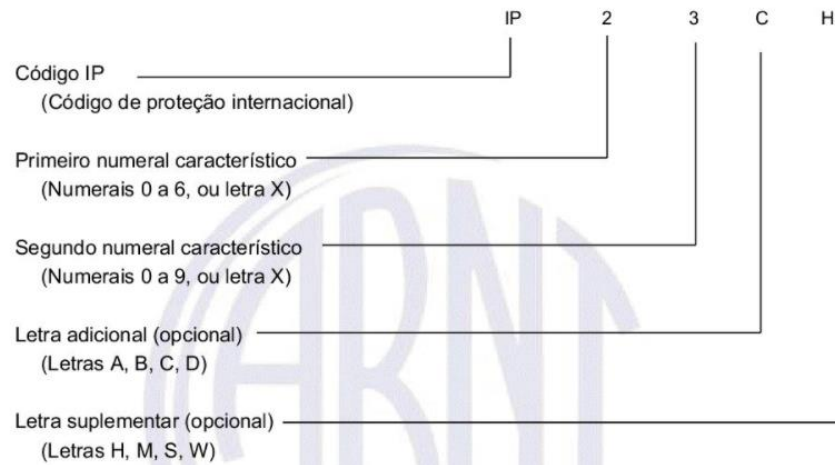 IP 2 3 C H
Código IP
(Código de proteção internacional)
Primeiro numeral característico
(Numerais 0 a 6, ou letra X)
Segundo numeral característico
(Numerais 0 a 9, ou letra X)
Letra adicional (opcional)
(Letras A, B, C, D)
Letra suplementar (opcional)
(Letras H, M, S, W)
ABNT